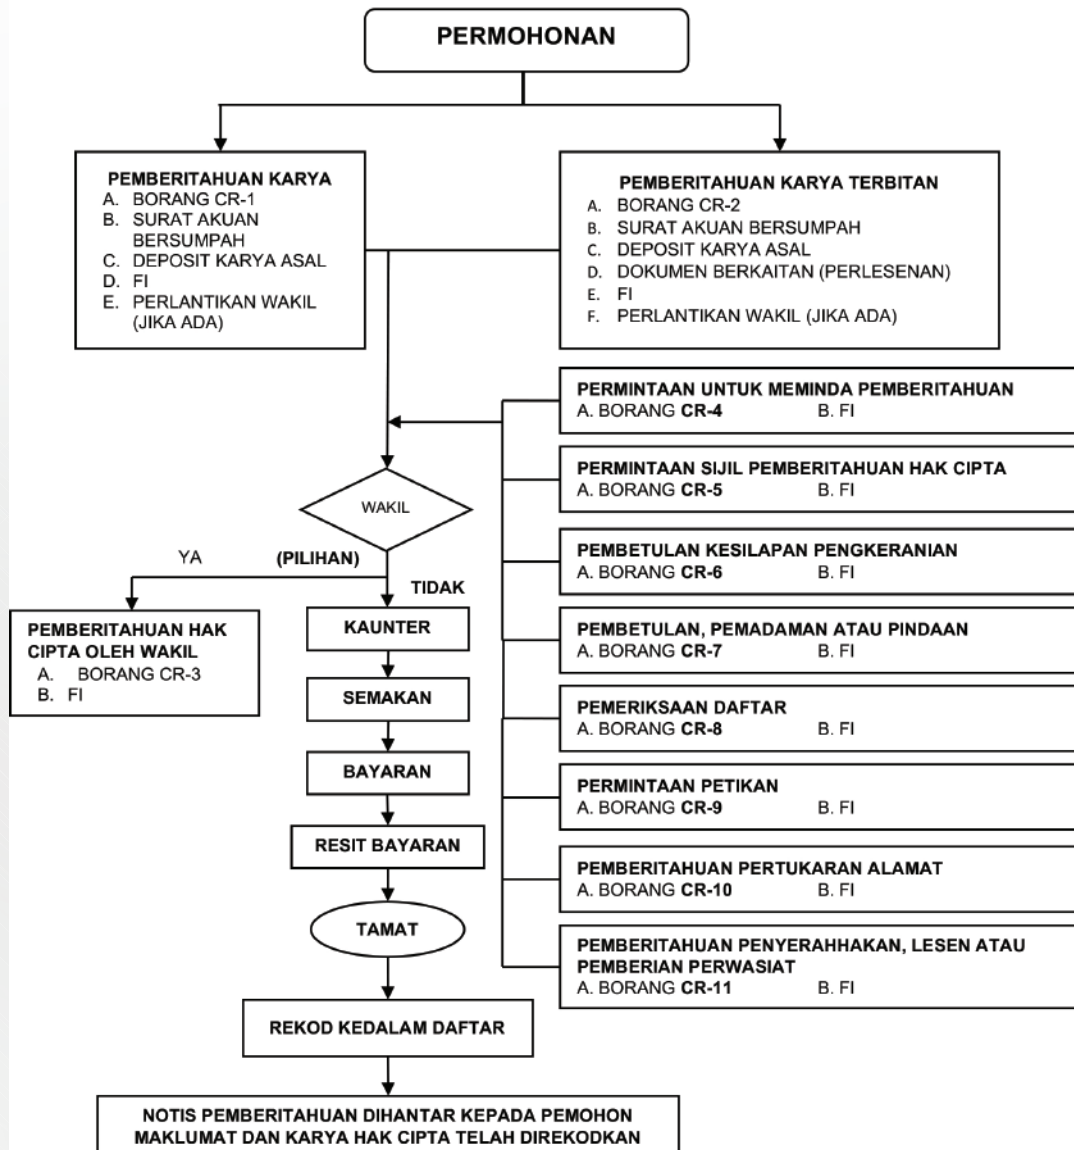 PERMOHONAN
PEMBERITAHUAN KARYA
A. BORANG CR-1
B. SURAT AKUAN
BERSUMPAH
C. DEPOSIT KARYA ASAL
D. FI
E. PERLANTIKAN WAKIL
(JIKA ADA)
PEMBERITAHUAN KARYA TERBITAN
A. BORANG CR-2
B. SURAT AKUAN BERSUMPAH
C. DEPOSIT KARYA ASAL
D. DOKUMEN BERKAITAN (PERLESENAN)
E. FI
F. PERLANTIKAN WAKIL (JIKA ADA)
PERMINTAAN UNTUK MEMINDA PEMBERITAHUAN
A. BORANG CR-4 B. FI
PERMINTAAN SIJIL PEMBERITAHUAN HAK CIPTA
A. BORANG CR-5 B. FI
PEMBETULAN KESILAPAN PENGKERANIAN
A. BORANG CR-6 B. FI
PEMBETULAN, PEMADAMAN ATAU PINDAAN
A. BORANG CR-7 B. FI
PEMERIKSAAN DAFTAR
A. BORANG CR-8 B. FI
PERMINTAAN PETIKAN
A. BORANG CR-9 B. FI
PEMBERITAHUAN PERTUKARAN ALAMAT
A. BORANG CR-10 B. FI
PEMBERITAHUAN PENYERAHHAKAN, LESEN ATAU
PEMBERIAN PERWASIAT
A. BORANG CR-11 B. FI
WAKIL
YA (PILIHAN)
TIDAK
PEMBERITAHUAN HAK
CIPTA OLEH WAKIL
A. BORANG CR-3
B. FI
KAUNTER
SEMAKAN
BAYARAN
RESIT BAYARAN
TAMAT
REKOD KEDALAM DAFTAR
NOTIS PEMBERITAHUAN DIHANTAR KEPADA PEMOHON
MAKLUMAT DAN KARYA HAK CIPTA TELAH DIREKODKAN